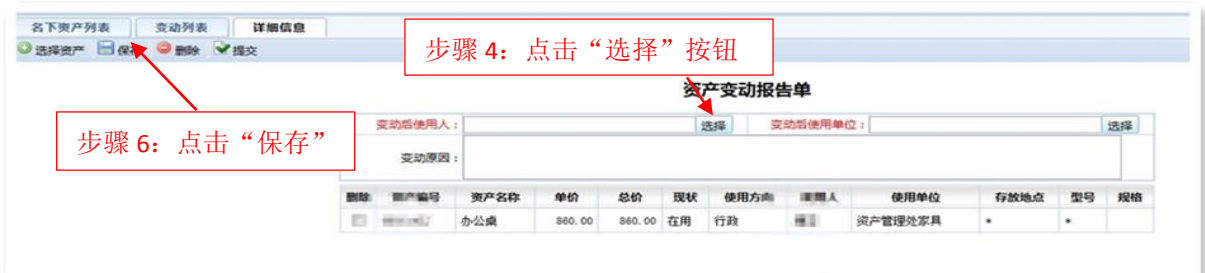 名下资产列表 变动列表 详细信息
选择资产 保存 删除 提交
步骤 4：点击“选择”按钮
资产变动报告单
步骤 6：点击“保存”
变动后使用人： 选择 变动后使用单位： 选择
变动原因：
删除 资产编号 资产名称 单价 总价 现状 使用方向 使用单位 存放地点 型号 规格
办公桌 860.00 860.00 在用 行政 资产管理处家具 * *